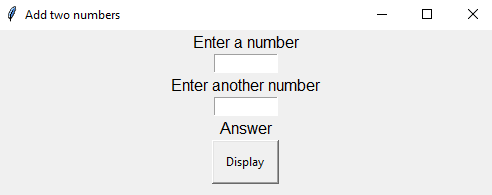 Add two numbers
Enter a number
Enter another number
Answer
Display